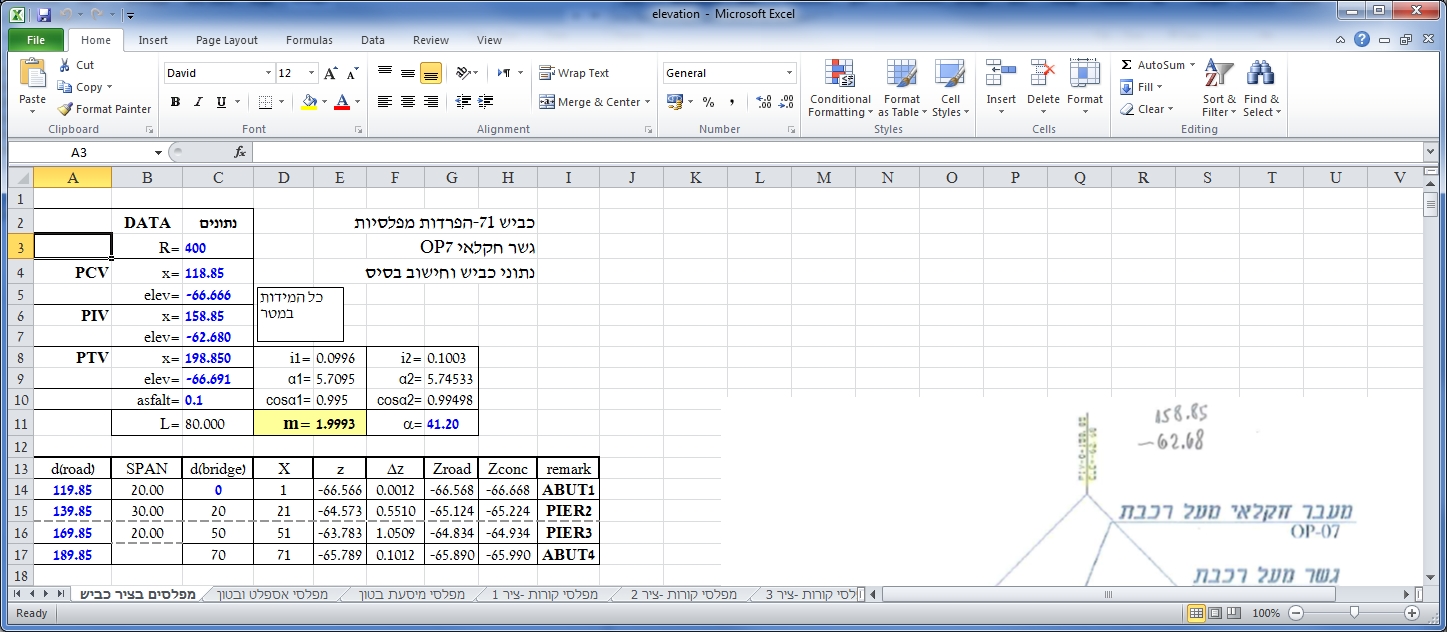 elevation - Microsoft Excel
File Home Insert Page Layout Formulas Data Review View
Paste Cut Copy Format Painter
David 12
B I U
Wrap Text
Merge & Center
General
% ,
Conditional Formatting Format as Table Cell Styles
Insert Delete Format
AutoSum Fill Clear
Sort & Filter Find & Select
Clipboard Font Alignment Number Styles Cells Editing
A3 fx
A B C D E F G H I J K L M N O P Q R S T U V
1
2 DATA נתונים כביש 71-הפרדות מפלסיות
3 R= 400 גשר חקלאי OP7
4 PCV x= 118.85 נתוני כביש וחישוב בסיס
5 elev= -66.666 כל המידות
במטר
6 PIV x= 158.85
7 elev= -62.680
8 PTV x= 198.850 i1= 0.0996 i2= 0.1003
9 elev= -66.691 α1= 5.7095 α2= 5.74533
10 asfalt= 0.1 cosα1= 0.995 cosα2= 0.99498
11 L= 80.000 m= 1.9993 α= 41.20
12
13 d(road) SPAN d(bridge) X z Δz Zroad Zconc remark
14 119.85 20.00 0 1 -66.566 0.0012 -66.568 -66.668 ABUT1
15 139.85 30.00 20 21 -64.573 0.5510 -65.124 -65.224 PIER2
16 169.85 20.00 50 51 -63.783 1.0509 -64.834 -64.934 PIER3
17 189.85 70 71 -65.789 0.1012 -65.890 -65.990 ABUT4
18
158.85
-62.68
מעבר חקלאי מעל רכבת
OP-07
גשר מעל רכבת
מפלסים בציר כביש מפלסי אספלט ובטון מפלסי מיסעת בטון מפלסי קורות -ציר 1 מפלסי קורות -ציר 2 לסי קורות -ציר 3
Ready 100%